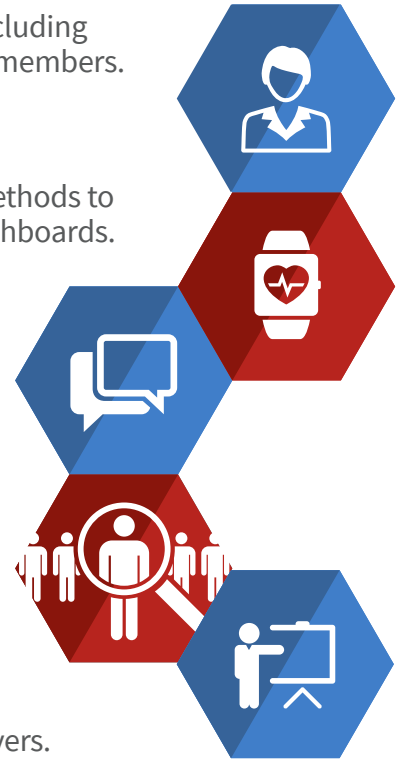 cluding
members.
ethods to
hboards.
vers.